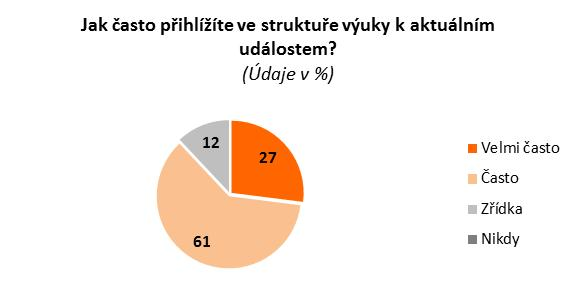 Jak často přihlížíte ve struktuře výuky k aktuálním
událostem?
(Údaje v %)
12
27
61
Velmi často
Často
Zřídka
Nikdy